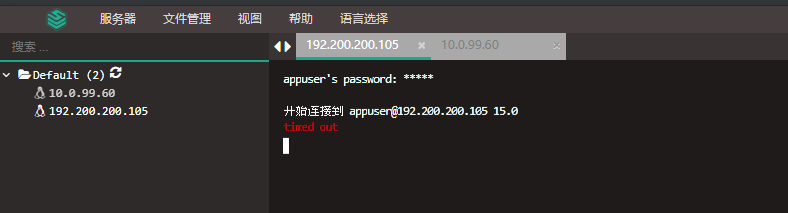 服务器 文件管理 视图 帮助 语言选择
搜索 ...
192.200.200.105 × 10.0.99.60 ×
Default (2)
10.0.99.60
192.200.200.105
appuser's password: *****
开始连接到 appuser@192.200.200.105 15.0
timed out